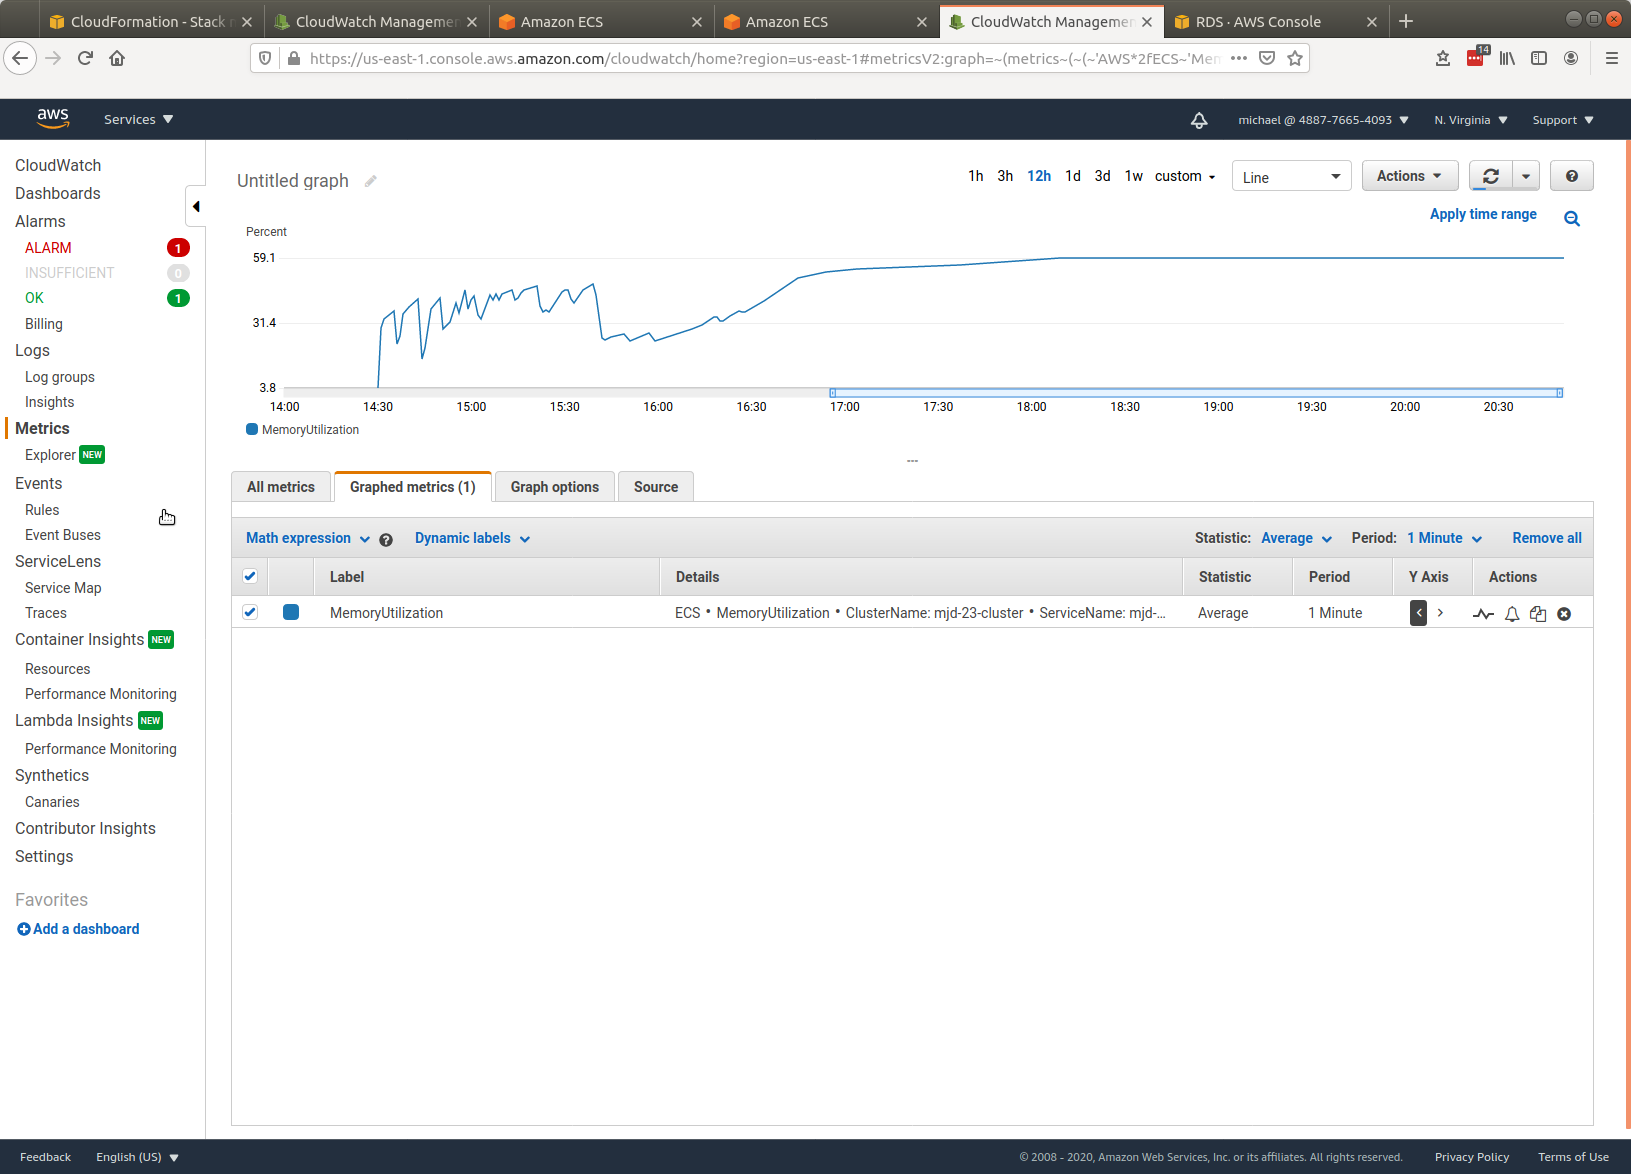 CloudFormation - Stack
CloudWatch Managemen
Amazon ECS
Amazon ECS
CloudWatch Managemen
RDS · AWS Console
https://us-east-1.console.aws.amazon.com/cloudwatch/home?region=us-east-1#metricsV2:graph=~(metrics~(~(~'AWS*2fECS~'Mem
14
aws
Services
michael @ 4887-7665-4093
N. Virginia
Support
CloudWatch
Dashboards
Alarms
ALARM 1
INSUFFICIENT 0
OK 1
Billing
Logs
Log groups
Insights
Metrics
Explorer NEW
Events
Rules
Event Buses
ServiceLens
Service Map
Traces
Container Insights NEW
Resources
Performance Monitoring
Lambda Insights NEW
Performance Monitoring
Synthetics
Canaries
Contributor Insights
Settings
Favorites
Add a dashboard
Untitled graph
1h 3h 12h 1d 3d 1w custom
Line
Actions
Apply time range
Percent
59.1
31.4
3.8
14:00 14:30 15:00 15:30 16:00 16:30 17:00 17:30 18:00 18:30 19:00 19:30 20:00 20:30
MemoryUtilization
All metrics
Graphed metrics (1)
Graph options
Source
Math expression
Dynamic labels
Statistic: Average
Period: 1 Minute
Remove all
Label Details Statistic Period Y Axis Actions
MemoryUtilization ECS • MemoryUtilization • ClusterName: mjd-23-cluster • ServiceName: mjd-... Average 1 Minute
Feedback
English (US)
© 2008 - 2020, Amazon Web Services, Inc. or its affiliates. All rights reserved.
Privacy Policy
Terms of Use